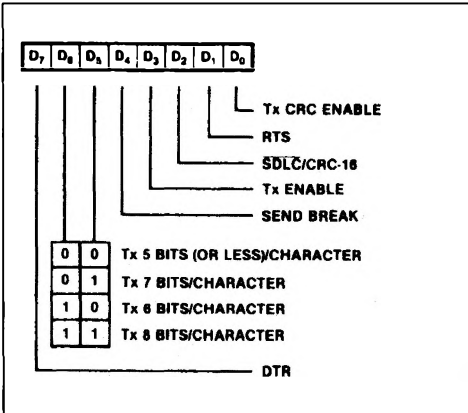 D₇ D₆ D₅ D₄ D₃ D₂ D₁ D₀
Tx CRC ENABLE
RTS
S̅D̅L̅C̅/CRC-16
Tx ENABLE
SEND BREAK
0 0 Tx 5 BITS (OR LESS)/CHARACTER
0 1 Tx 7 BITS/CHARACTER
1 0 Tx 6 BITS/CHARACTER
1 1 Tx 8 BITS/CHARACTER
DTR